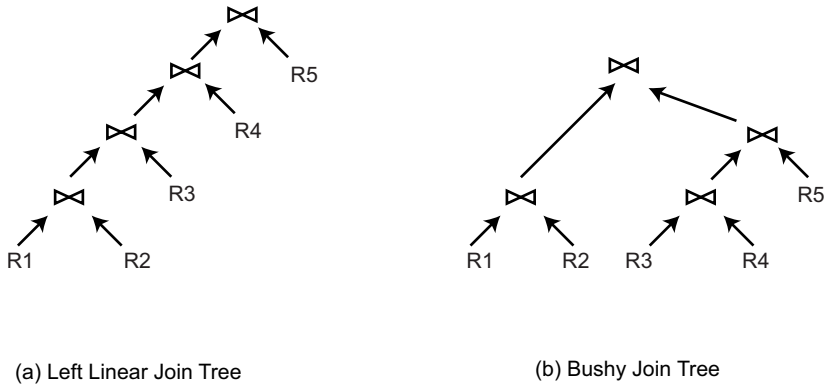 R5
R4
R3
R1 R2
R5
R1 R2 R3 R4
(a) Left Linear Join Tree
(b) Bushy Join Tree